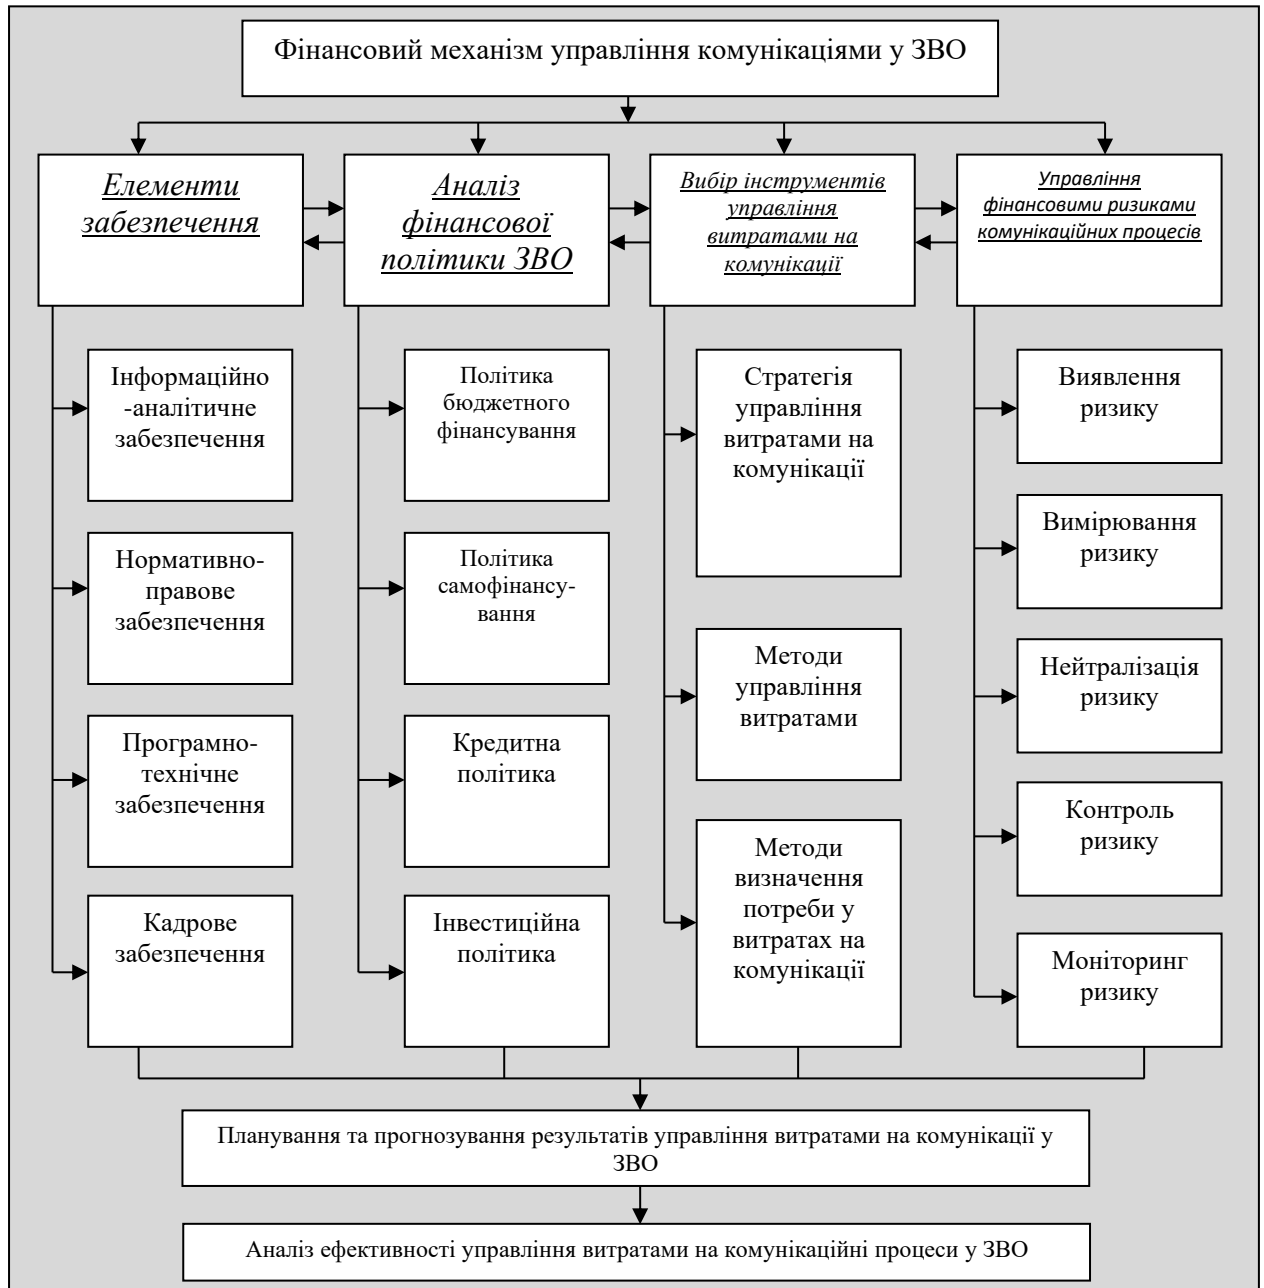 Фінансовий механізм управління комунікаціями у ЗВО
Елементи
забезпечення
Аналіз
фінансової
політики ЗВО
Вибір інструментів
управління
витратами на
комунікації
Управління
фінансовими ризиками
комунікаційних процесів
Інформаційно
-аналітичне
забезпечення
Нормативно-
правове
забезпечення
Програмно-
технічне
забезпечення
Кадрове
забезпечення
Політика
бюджетного
фінансування
Політика
самофінансу-
вання
Кредитна
політика
Інвестиційна
політика
Стратегія
управління
витратами на
комунікації
Методи
управління
витратами
Методи
визначення
потреби у
витратах на
комунікації
Виявлення
ризику
Вимірювання
ризику
Нейтралізація
ризику
Контроль
ризику
Моніторинг
ризику
Планування та прогнозування результатів управління витратами на комунікації у
ЗВО
Аналіз ефективності управління витратами на комунікаційні процеси у ЗВО